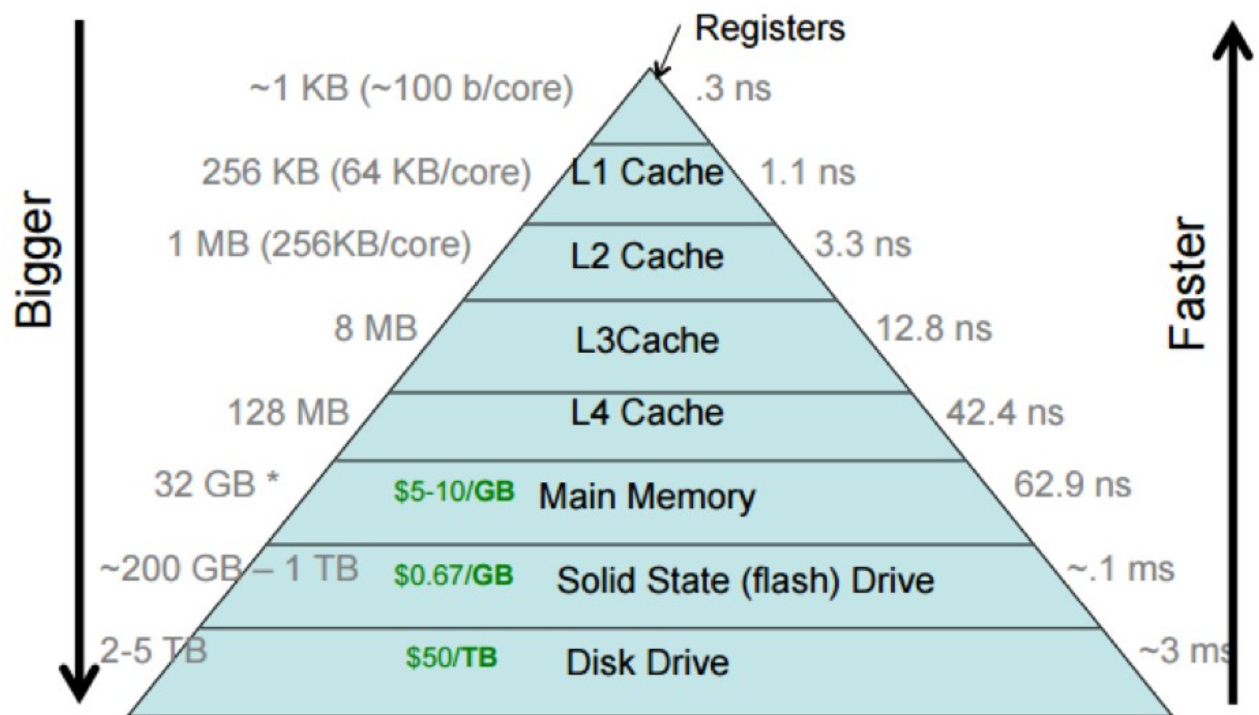 Registers
~1 KB (~100 b/core) .3 ns
256 KB (64 KB/core) L1 Cache 1.1 ns
1 MB (256KB/core) L2 Cache 3.3 ns
8 MB L3Cache 12.8 ns
128 MB L4 Cache 42.4 ns
32 GB * $5-10/GB Main Memory 62.9 ns
~200 GB – 1 TB $0.67/GB Solid State (flash) Drive ~.1 ms
2-5 TB $50/TB Disk Drive ~3 ms
Bigger
Faster